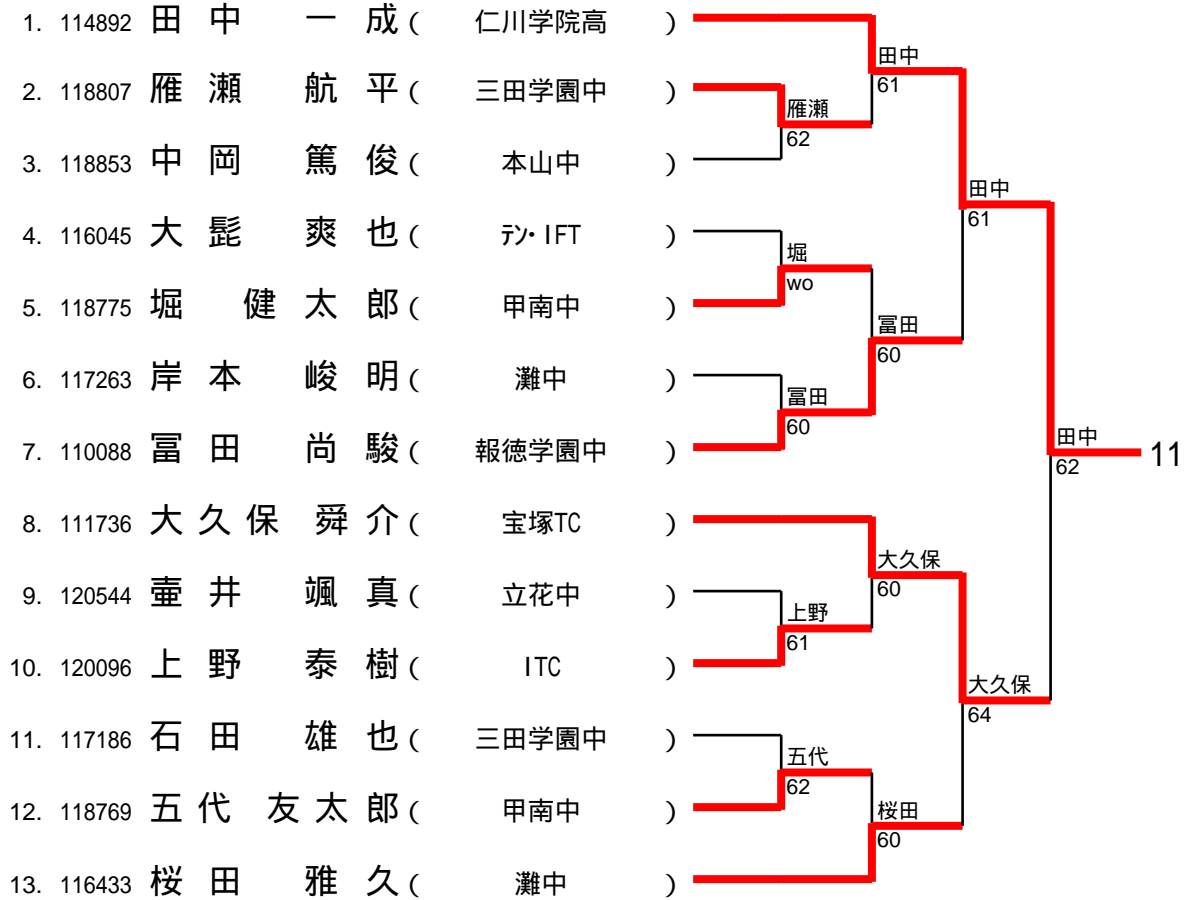 1. 114892 田中 一成 ( 仁川学院高 )
田中
61
2. 118807 雁瀬 航平 ( 三田学園中 )
雁瀬
62
3. 118853 中岡 篤俊 ( 本山中 )
田中
61
4. 116045 大髭 爽也 ( テン・IFT )
堀
wo
5. 118775 堀 健太郎 ( 甲南中 )
冨田
60
6. 117263 岸本 峻明 ( 灘中 )
冨田
60
7. 110088 冨田 尚駿 ( 報徳学園中 )
田中
62
11
8. 111736 大久保 舜介 ( 宝塚TC )
大久保
60
9. 120544 壷井 颯真 ( 立花中 )
上野
61
10. 120096 上野 泰樹 ( ITC )
大久保
64
11. 117186 石田 雄也 ( 三田学園中 )
五代
62
12. 118769 五代 友太郎 ( 甲南中 )
桜田
60
13. 116433 桜田 雅久 ( 灘中 )